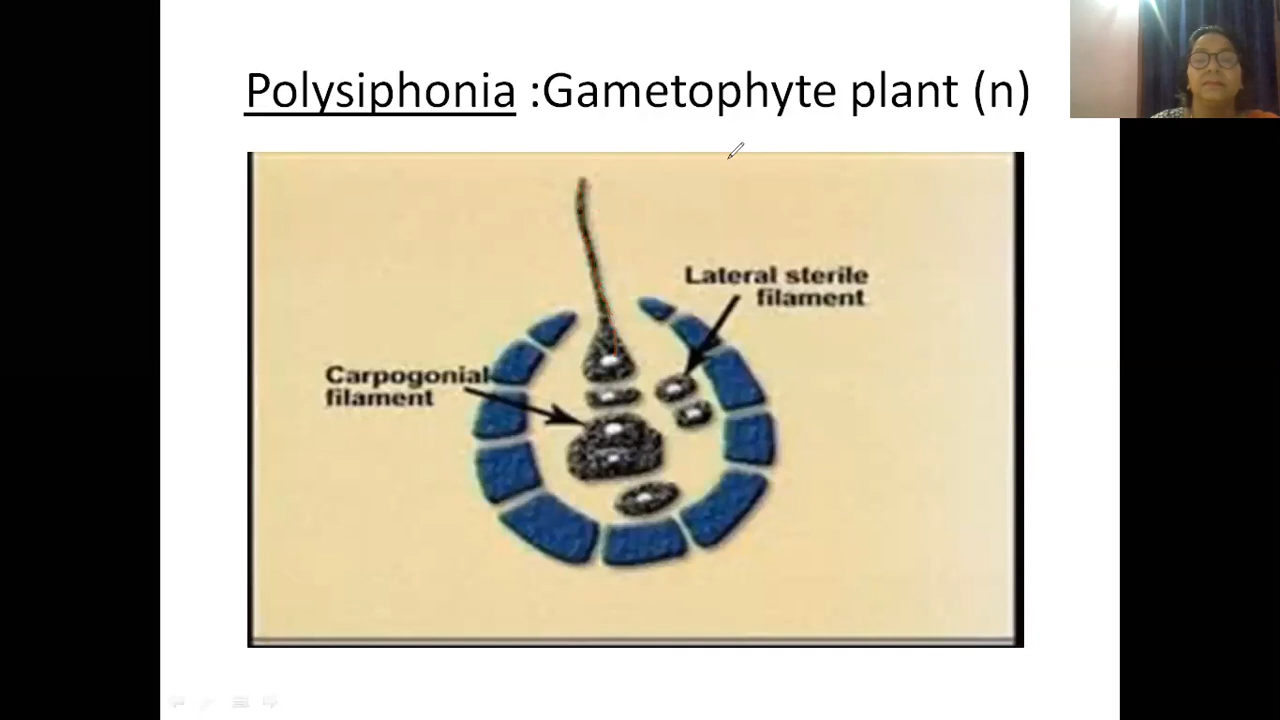 Polysiphonia :Gametophyte plant (n)
Lateral sterile
filament
Carpogonial
filament